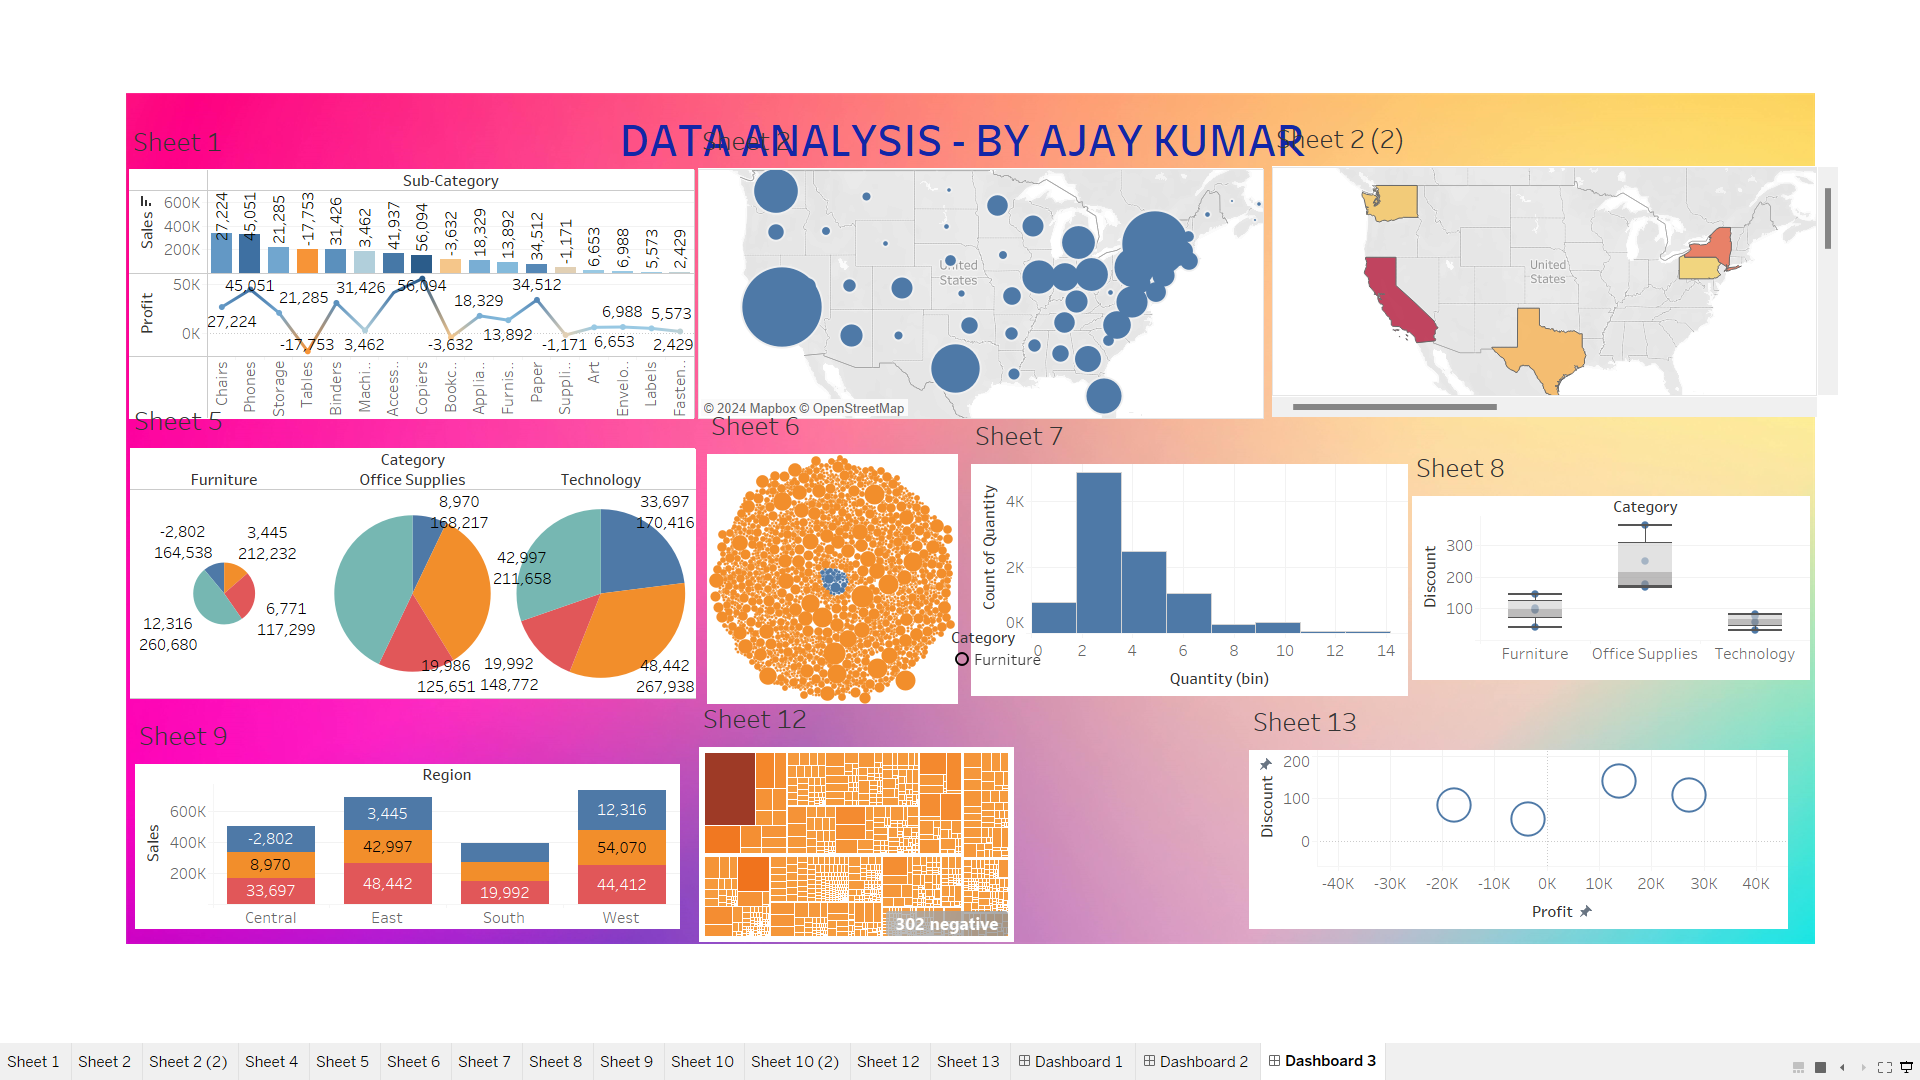 DATA ANALYSIS - BY AJAY KUMAR
Sheet 1
Sub-Category
Sales
600K
400K
200K
27,224
45,051
21,285
-17,753
31,426
3,462
41,937
56,094
-3,632
18,329
13,892
34,512
-1,171
6,653
6,988
5,573
2,429
Profit
50K
0K
27,224
45,051
21,285
-17,753
31,426
3,462
56,094
-3,632
18,329
13,892
34,512
-1,171
6,653
6,988
5,573
2,429
Chairs
Phones
Storage
Tables
Binders
Machi..
Access..
Copiers
Bookc..
Applia..
Furnis..
Paper
Suppli..
Art
Envelo..
Labels
Fasten..
Sheet 2
United
States
© 2024 Mapbox © OpenStreetMap
Sheet 2 (2)
United
States
Sheet 5
Category
Furniture Office Supplies Technology
-2,802
164,538
3,445
212,232
6,771
117,299
12,316
260,680
8,970
168,217
42,997
211,658
19,986
125,651
33,697
170,416
19,992
148,772
48,442
267,938
Sheet 6
Category
Furniture
Sheet 7
Count of Quantity
4K
2K
0K
0 2 4 6 8 10 12 14
Quantity (bin)
Sheet 8
Category
Discount
300
200
100
Furniture Office Supplies Technology
Sheet 9
Region
Sales
600K
400K
200K
-2,802
8,970
33,697
3,445
42,997
48,442
19,992
12,316
54,070
44,412
Central East South West
Sheet 12
302 negative
Sheet 13
Discount
200
100
0
-40K -30K -20K -10K 0K 10K 20K 30K 40K
Profit
Sheet 1 Sheet 2 Sheet 2 (2) Sheet 4 Sheet 5 Sheet 6 Sheet 7 Sheet 8 Sheet 9 Sheet 10 Sheet 10 (2) Sheet 12 Sheet 13 Dashboard 1 Dashboard 2 Dashboard 3